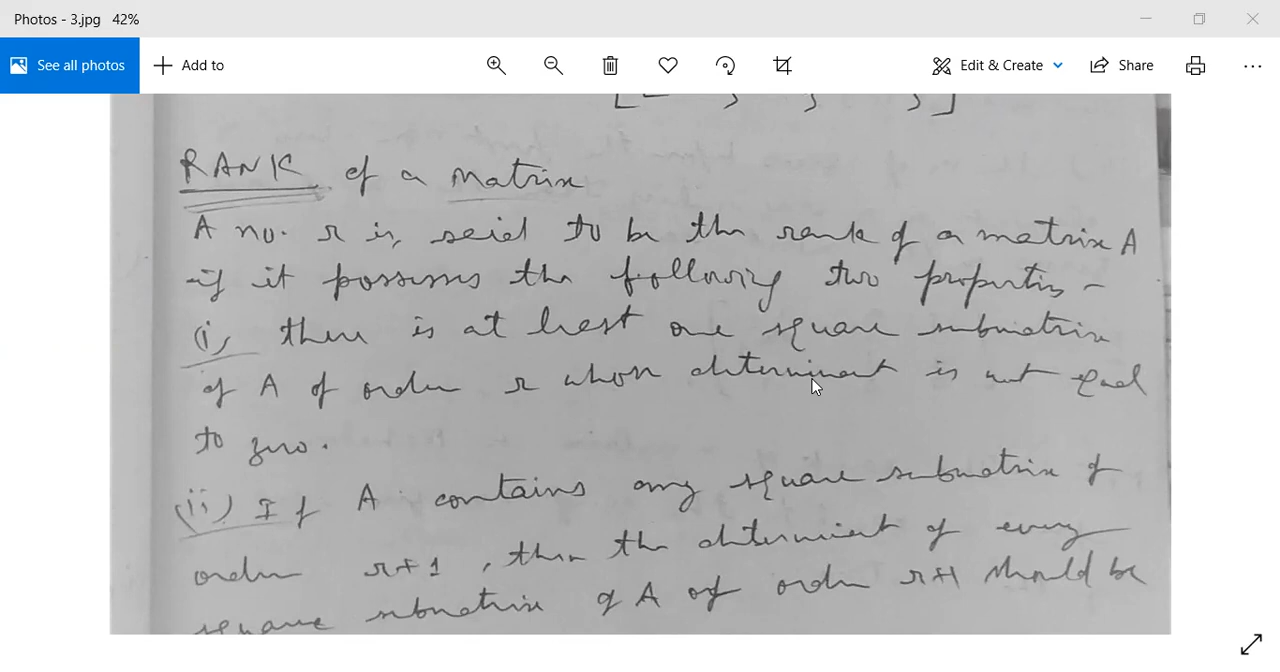 Photos - 3.jpg 42%
See all photos
Add to
Edit & Create
Share
RANK of a Matrix
A no. r is said to be the rank of a matrix A
if it possesses the following two properties -
(i) there is at least one square submatrix
of A of order r whose determinant is not equal
to zero.
(ii) If A contains any square submatrix of
order r+1, then the determinant of every
square submatrix of A of order r+1 should be